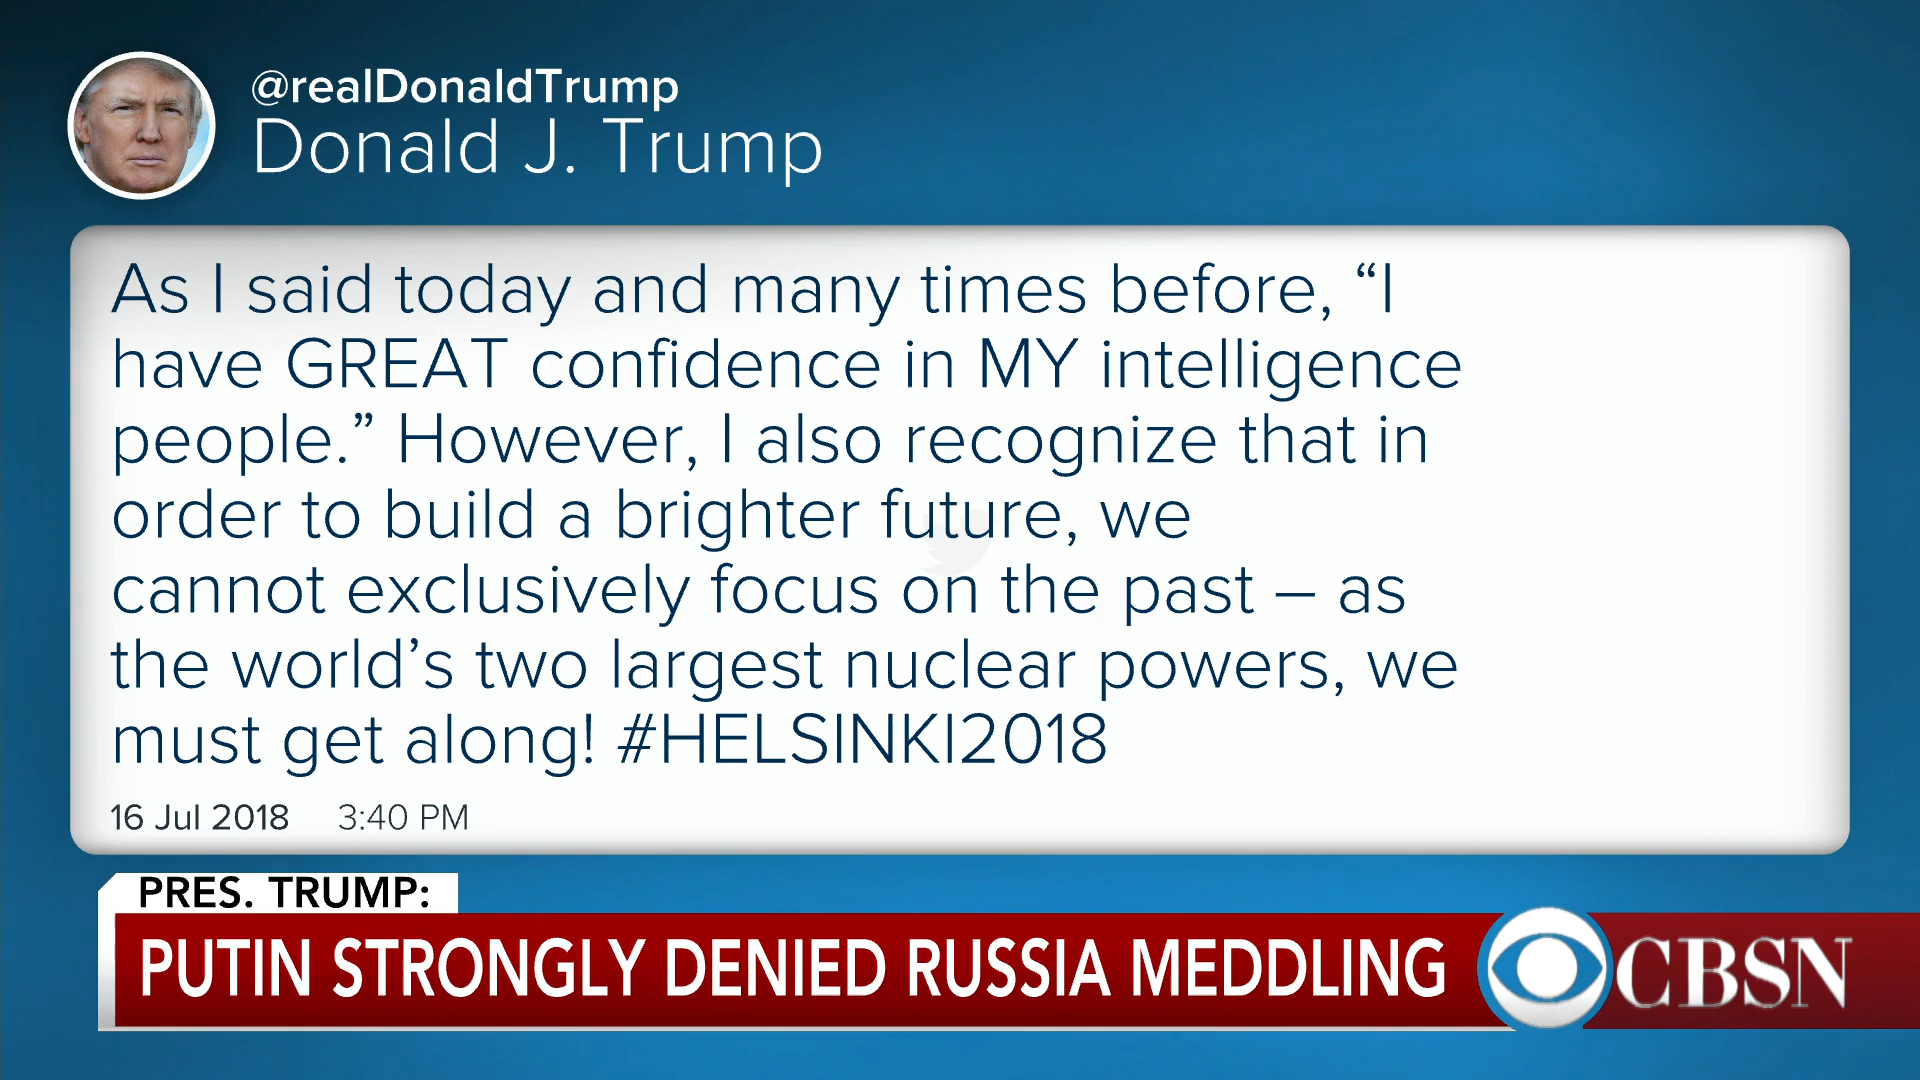 @realDonaldTrump
Donald J. Trump
As I said today and many times before, “I
have GREAT confidence in MY intelligence
people.” However, I also recognize that in
order to build a brighter future, we
cannot exclusively focus on the past – as
the world’s two largest nuclear powers, we
must get along! #HELSINKI2018
16 Jul 2018 3:40 PM
PRES. TRUMP:
PUTIN STRONGLY DENIED RUSSIA MEDDLING
CBSN